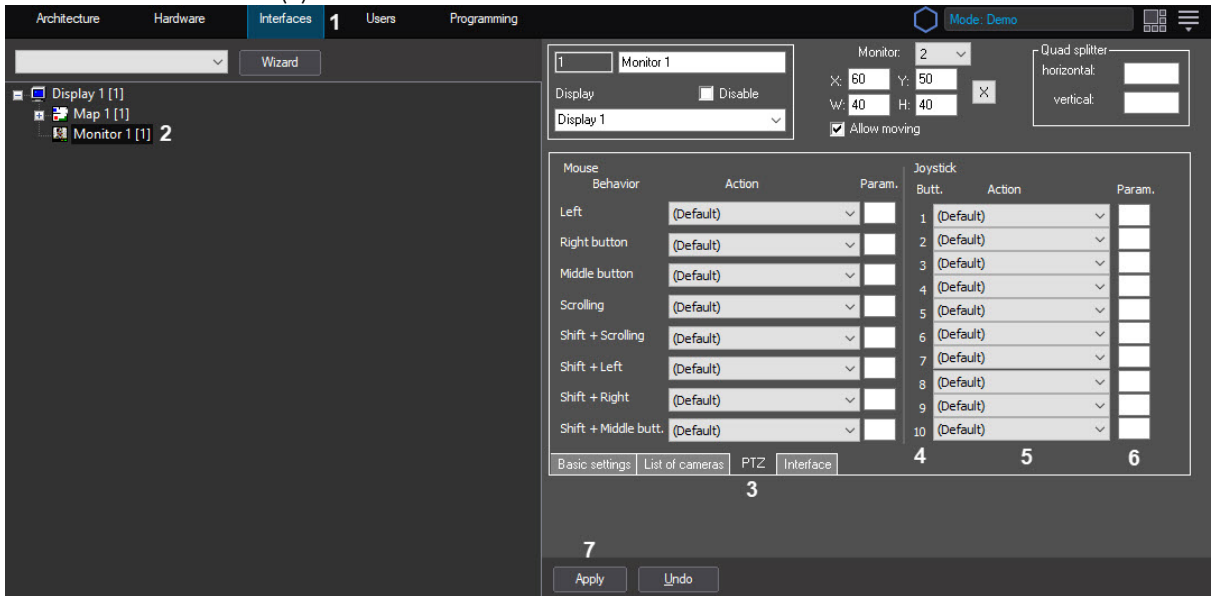 Architecture Hardware Interfaces 1 Users Programming Mode: Demo
Wizard
Display 1 [1]
Map 1 [1]
Monitor 1 [1] 2
1 Monitor 1
Display Disable
Display 1
Monitor: 2
X: 60 Y: 50 X
W: 40 H: 40
Allow moving
Quad splitter
horizontal:
vertical:
Mouse
Behavior Action Param.
Left (Default)
Right button (Default)
Middle button (Default)
Scrolling (Default)
Shift + Scrolling (Default)
Shift + Left (Default)
Shift + Right (Default)
Shift + Middle butt. (Default)
Joystick
Butt. Action Param.
1 (Default)
2 (Default)
3 (Default)
4 (Default)
5 (Default)
6 (Default)
7 (Default)
8 (Default)
9 (Default)
10 (Default)
4 5 6
Basic settings List of cameras PTZ Interface
3
7
Apply Undo